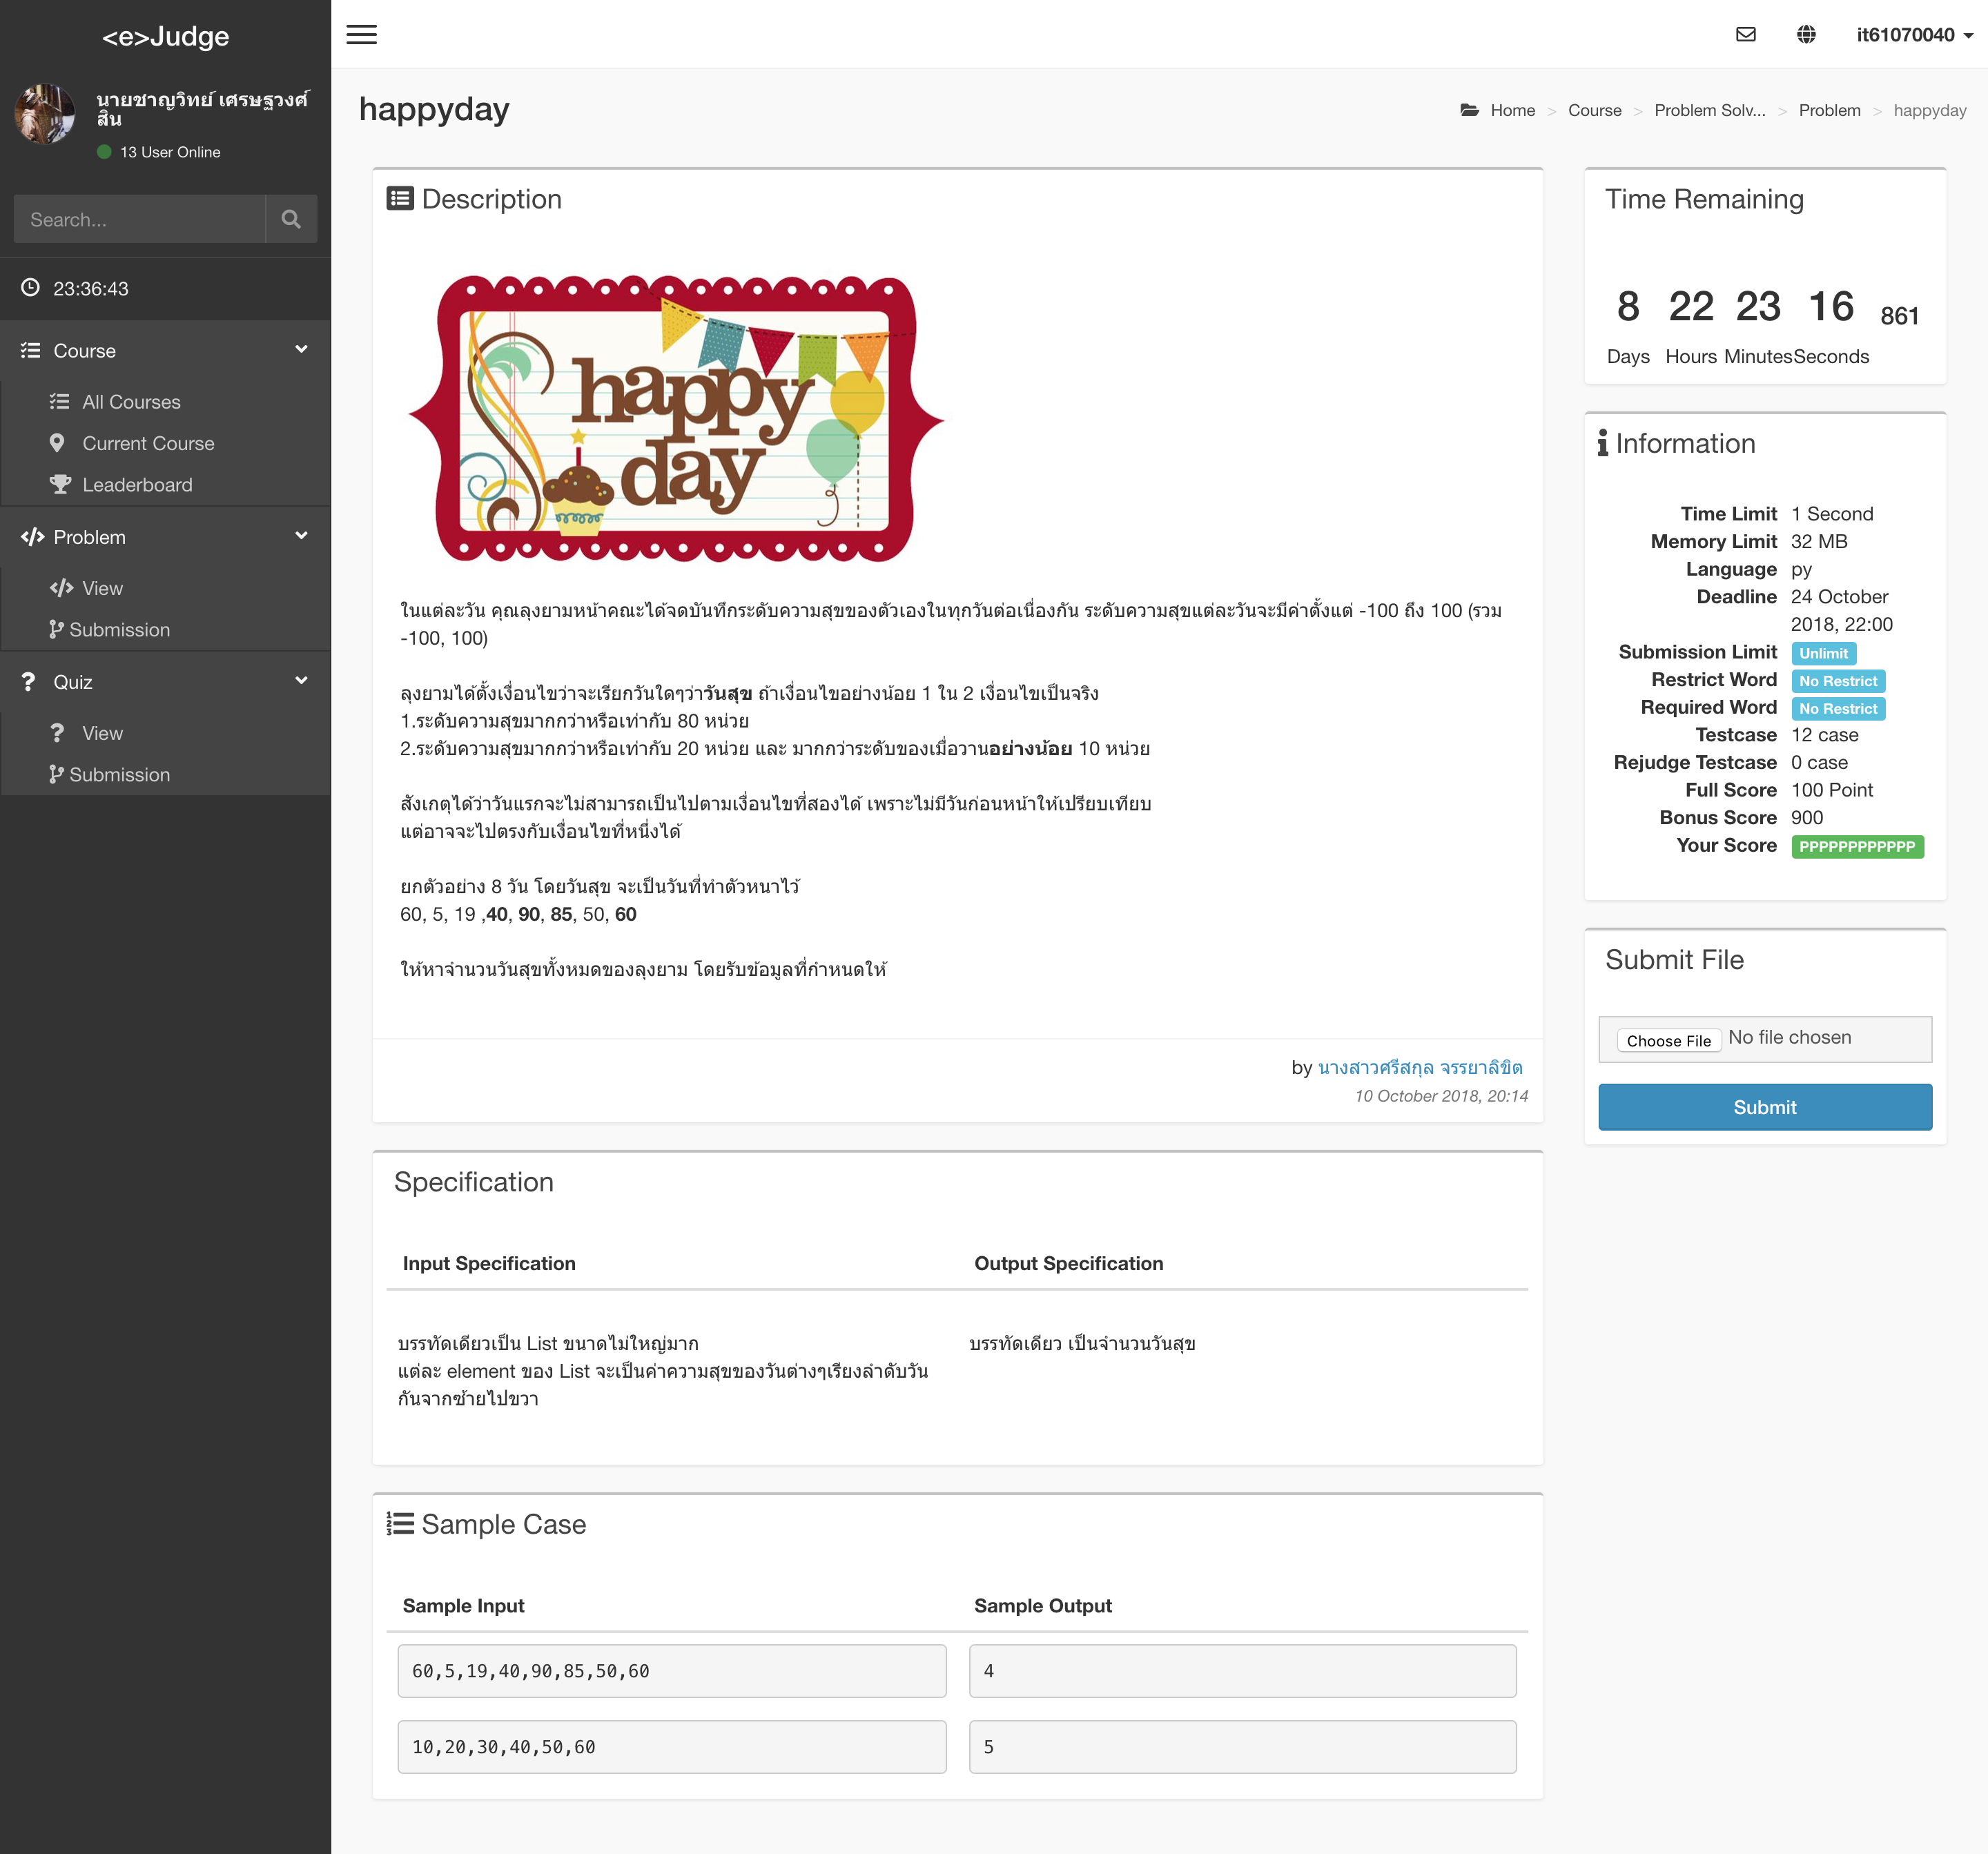 <e>Judge
it61070040
นายชาญวิทย์ เศรษฐวงศ์
สิน
13 User Online
Search...
23:36:43
Course
All Courses
Current Course
Leaderboard
Problem
View
Submission
Quiz
View
Submission
happyday
Home > Course > Problem Solv... > Problem > happyday
Description
happy
day
ในแต่ละวัน คุณลุงยามหน้าคณะได้จดบันทึกระดับความสุขของตัวเองในทุกวันต่อเนื่องกัน ระดับความสุขแต่ละวันจะมีค่าตั้งแต่ -100 ถึง 100 (รวม
-100, 100)
ลุงยามได้ตั้งเงื่อนไขว่าจะเรียกวันใดๆว่าวันสุข ถ้าเงื่อนไขอย่างน้อย 1 ใน 2 เงื่อนไขเป็นจริง
1.ระดับความสุขมากกว่าหรือเท่ากับ 80 หน่วย
2.ระดับความสุขมากกว่าหรือเท่ากับ 20 หน่วย และ มากกว่าระดับของเมื่อวานอย่างน้อย 10 หน่วย
สังเกตุได้ว่าวันแรกจะไม่สามารถเป็นไปตามเงื่อนไขที่สองได้ เพราะไม่มีวันก่อนหน้าให้เปรียบเทียบ
แต่อาจจะไปตรงกับเงื่อนไขที่หนึ่งได้
ยกตัวอย่าง 8 วัน โดยวันสุข จะเป็นวันที่ทำตัวหนาไว้
60, 5, 19 ,40, 90, 85, 50, 60
ให้หาจำนวนวันสุขทั้งหมดของลุงยาม โดยรับข้อมูลที่กำหนดให้
by นางสาวศรีสกุล จรรยาลิขิต
10 October 2018, 20:14
Specification
Input Specification
Output Specification
บรรทัดเดียวเป็น List ขนาดไม่ใหญ่มาก
แต่ละ element ของ List จะเป็นค่าความสุขของวันต่างๆเรียงลำดับวัน
กันจากซ้ายไปขวา
บรรทัดเดียว เป็นจำนวนวันสุข
Sample Case
Sample Input
Sample Output
60,5,19,40,90,85,50,60
4
10,20,30,40,50,60
5
Time Remaining
8 22 23 16 861
Days Hours Minutes Seconds
Information
Time Limit 1 Second
Memory Limit 32 MB
Language py
Deadline 24 October
2018, 22:00
Submission Limit Unlimit
Restrict Word No Restrict
Required Word No Restrict
Testcase 12 case
Rejudge Testcase 0 case
Full Score 100 Point
Bonus Score 900
Your Score PPPPPPPPPPPP
Submit File
Choose File No file chosen
Submit